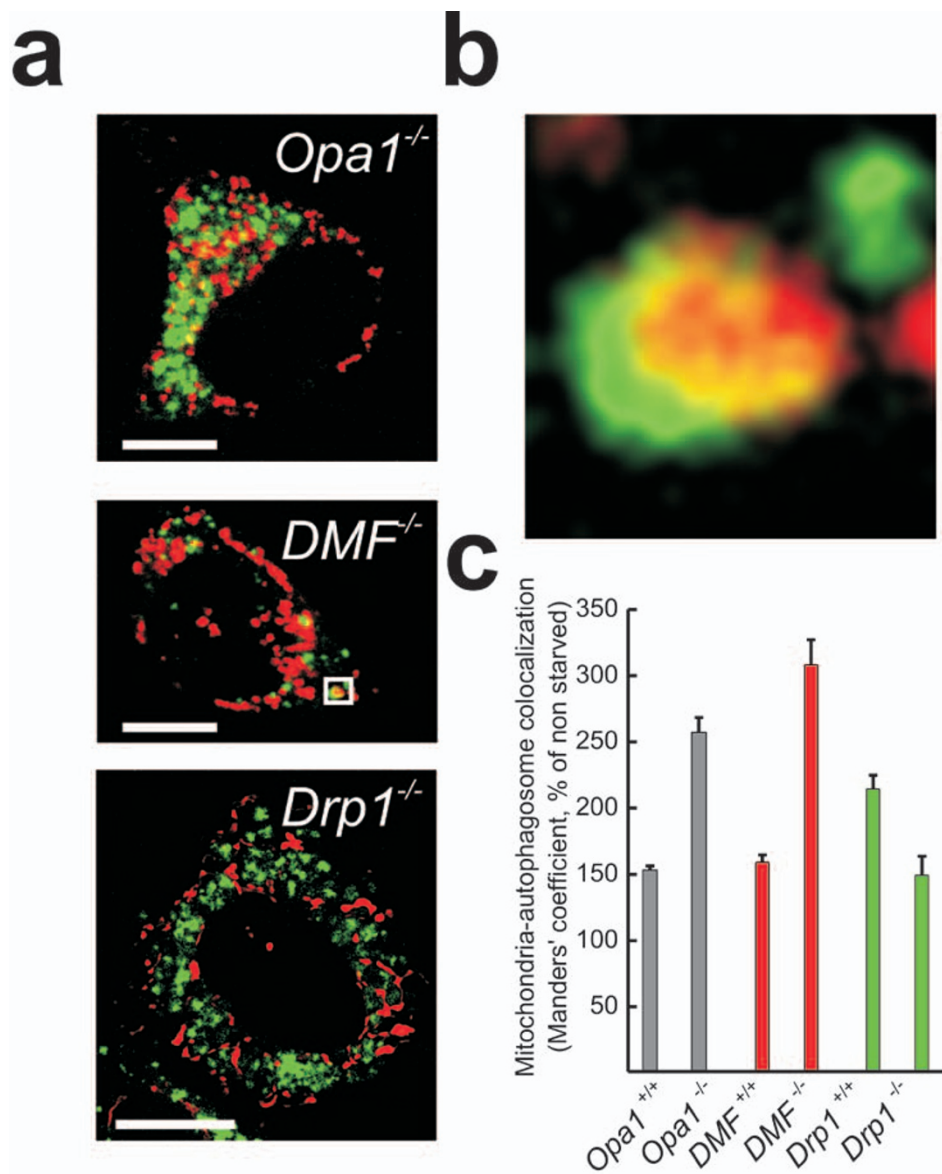 a
Opa1-/-
DMF-/-
Drp1-/-
b
c
Mitochondria-autophagosome colocalization
(Manders' coefficient, % of non starved)
350
300
250
200
150
100
50
Opa1+/+
Opa1-/-
DMF+/+
DMF-/-
Drp1+/+
Drp1-/-